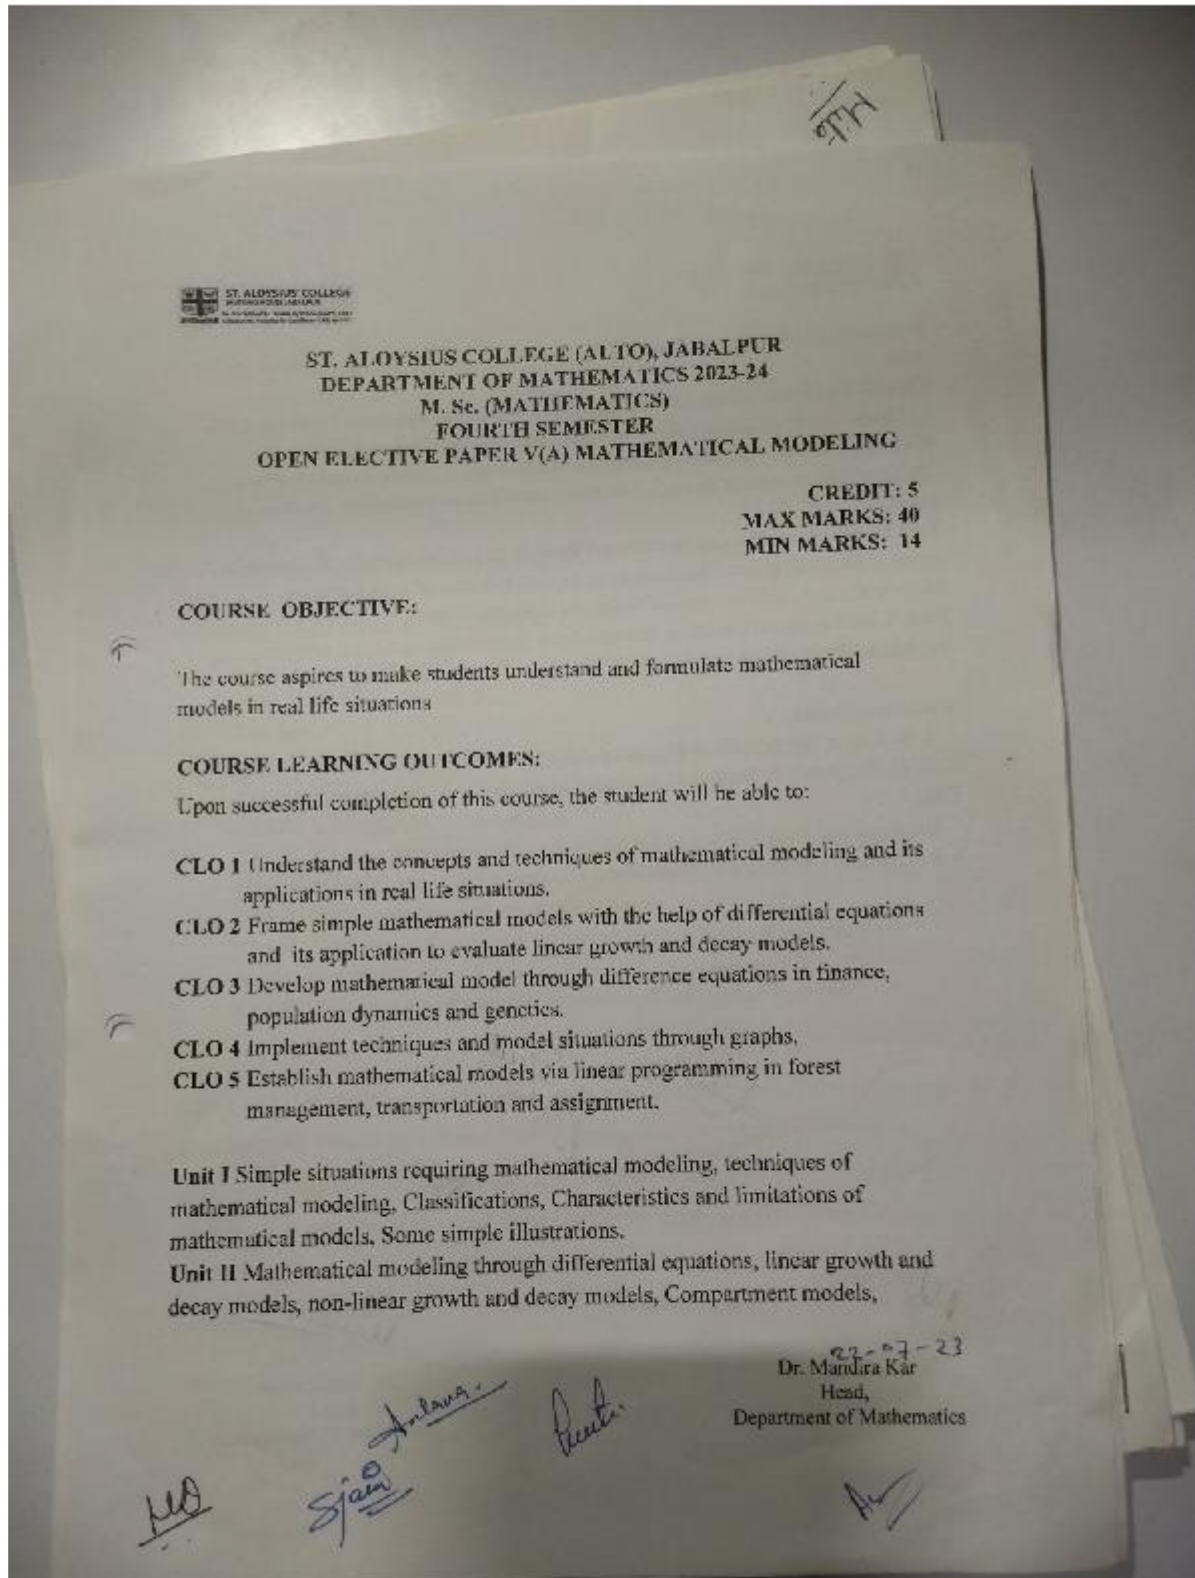 ST. ALOYSIUS COLLEGE
ST. ALOYSIUS COLLEGE (ALTO), JABALPUR
DEPARTMENT OF MATHEMATICS 2023-24
M. Sc. (MATHEMATICS)
FOURTH SEMESTER
OPEN ELECTIVE PAPER V(A) MATHEMATICAL MODELING
CREDIT: 5
MAX MARKS: 40
MIN MARKS: 14
COURSE OBJECTIVE:
The course aspires to make students understand and formulate mathematical
models in real life situations
COURSE LEARNING OUTCOMES:
Upon successful completion of this course, the student will be able to:
CLO 1 Understand the concepts and techniques of mathematical modeling and its
applications in real life situations.
CLO 2 Frame simple mathematical models with the help of differential equations
and its application to evaluate linear growth and decay models.
CLO 3 Develop mathematical model through difference equations in finance,
population dynamics and genetics.
CLO 4 Implement techniques and model situations through graphs.
CLO 5 Establish mathematical models via linear programming in forest
management, transportation and assignment.
Unit I Simple situations requiring mathematical modeling, techniques of
mathematical modeling, Classifications, Characteristics and limitations of
mathematical models. Some simple illustrations.
Unit II Mathematical modeling through differential equations, linear growth and
decay models, non-linear growth and decay models, Compartment models,
22-07-23
Dr. Mandira Kar
Head,
Department of Mathematics
Sjain